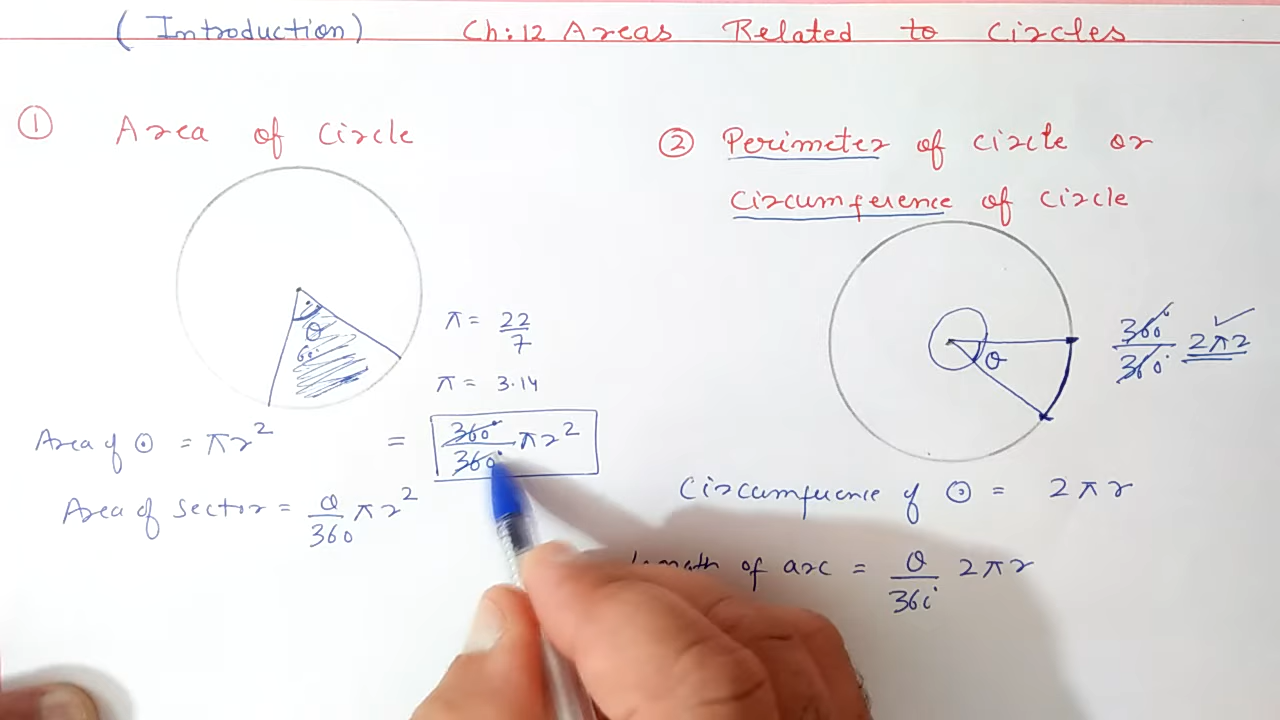 (Introduction) Ch: 12 Areas Related to Circles
① Area of Circle
θ
60°
π = 22/7
π = 3.14
Area of ⊙ = πr² = 360°/360° πr²
Area of Sector = θ/360 πr²
② Perimeter of Circle or
Circumference of Circle
θ
360°/360° 2πr ✓
Circumfuence of ⊙ = 2πr
of arc = θ/360° 2πr